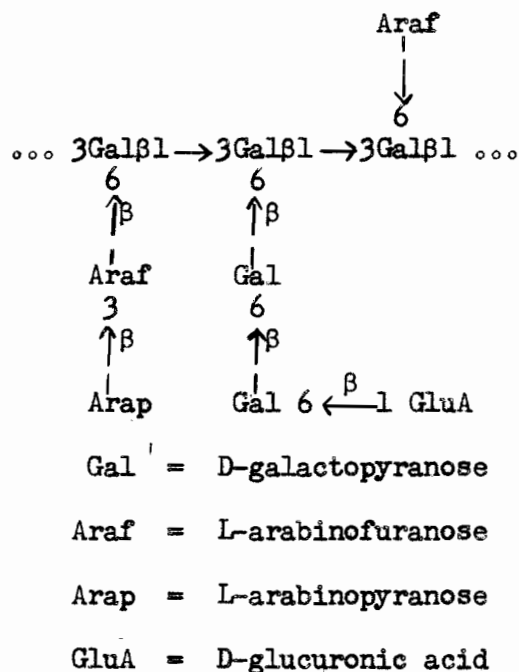 Araf
6
... 3Galβ1 → 3Galβ1 → 3Galβ1 ...
6 6
β β
Araf Gal
3 6
β β
Arap Gal 6 ← β 1 GluA
Gal = D-galactopyranose
Araf = L-arabinofuranose
Arap = L-arabinopyranose
GluA = D-glucuronic acid